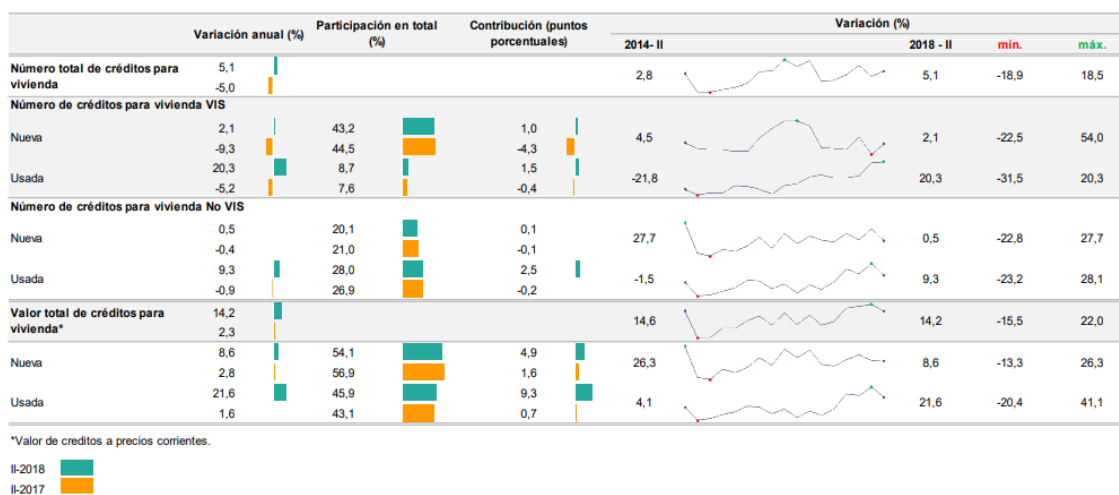 Variación anual (%) Participación en total (%) Contribución (puntos porcentuales) Variación (%)
2014- II 2018 - II mín. máx.
Número total de créditos para vivienda 5,1 2,8 5,1 -18,9 18,5
-5,0
Número de créditos para vivienda VIS
Nueva 2,1 43,2 1,0 4,5 2,1 -22,5 54,0
-9,3 44,5 -4,3
Usada 20,3 8,7 1,5 -21,8 20,3 -31,5 20,3
-5,2 7,6 -0,4
Número de créditos para vivienda No VIS
Nueva 0,5 20,1 0,1 27,7 0,5 -22,8 27,7
-0,4 21,0 -0,1
Usada 9,3 28,0 2,5 -1,5 9,3 -23,2 28,1
-0,9 26,9 -0,2
Valor total de créditos para vivienda* 14,2 14,6 14,2 -15,5 22,0
2,3
Nueva 8,6 54,1 4,9 26,3 8,6 -13,3 26,3
2,8 56,9 1,6
Usada 21,6 45,9 9,3 4,1 21,6 -20,4 41,1
1,6 43,1 0,7
*Valor de creditos a precios corrientes.
II-2018
II-2017